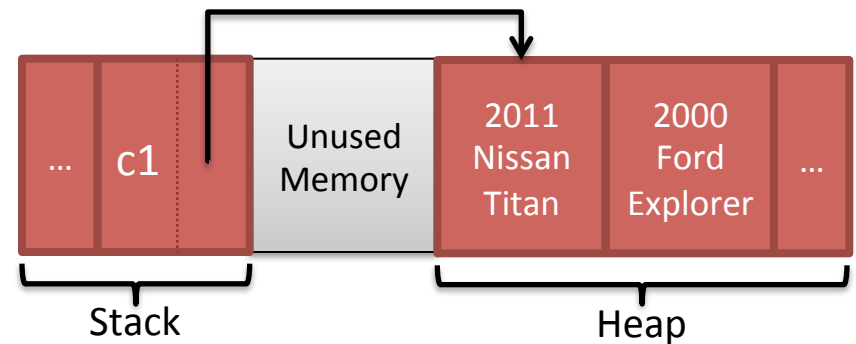 ...
c1
Unused
Memory
2011
Nissan
Titan
2000
Ford
Explorer
...
Stack
Heap